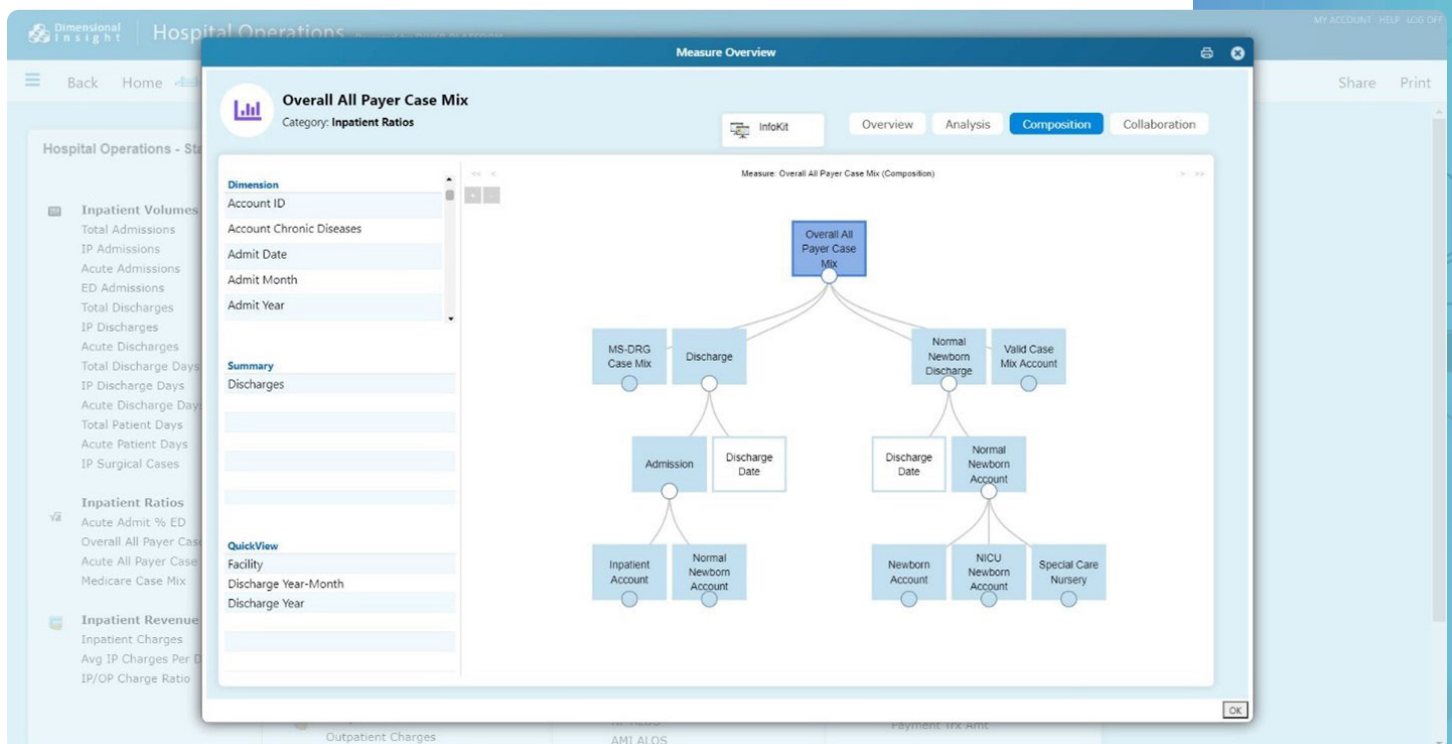 MY ACCOUNT HELP LOG OFF
Dimensional
Insight
Hospital Operations
Measure Overview
Back Home
Share Print
Overall All Payer Case Mix
Category: Inpatient Ratios
InfoKit
Overview Analysis Composition Collaboration
Hospital Operations - Sta
Inpatient Volumes
Total Admissions
IP Admissions
Acute Admissions
ED Admissions
Total Discharges
IP Discharges
Acute Discharges
Total Discharge Days
IP Discharge Days
Acute Discharge Days
Total Patient Days
Acute Patient Days
IP Surgical Cases
Inpatient Ratios
Acute Admit % ED
Overall All Payer Case
Acute All Payer Case
Medicare Case Mix
Inpatient Revenue
Inpatient Charges
Avg IP Charges Per D
IP/OP Charge Ratio
Dimension
Account ID
Account Chronic Diseases
Admit Date
Admit Month
Admit Year
Summary
Discharges
QuickView
Facility
Discharge Year-Month
Discharge Year
<< <
Measure: Overall All Payer Case Mix (Composition)
> >>
+ -
Overall All
Payer Case
Mix
MS-DRG
Case Mix
Discharge
Normal
Newborn
Discharge
Valid Case
Mix Account
Admission
Discharge
Date
Discharge
Date
Normal
Newborn
Account
Inpatient
Account
Normal
Newborn
Account
Newborn
Account
NICU
Newborn
Account
Special Care
Nursery
OK
Outpatient Charges
AMI ALOS
Payment Trx Amt